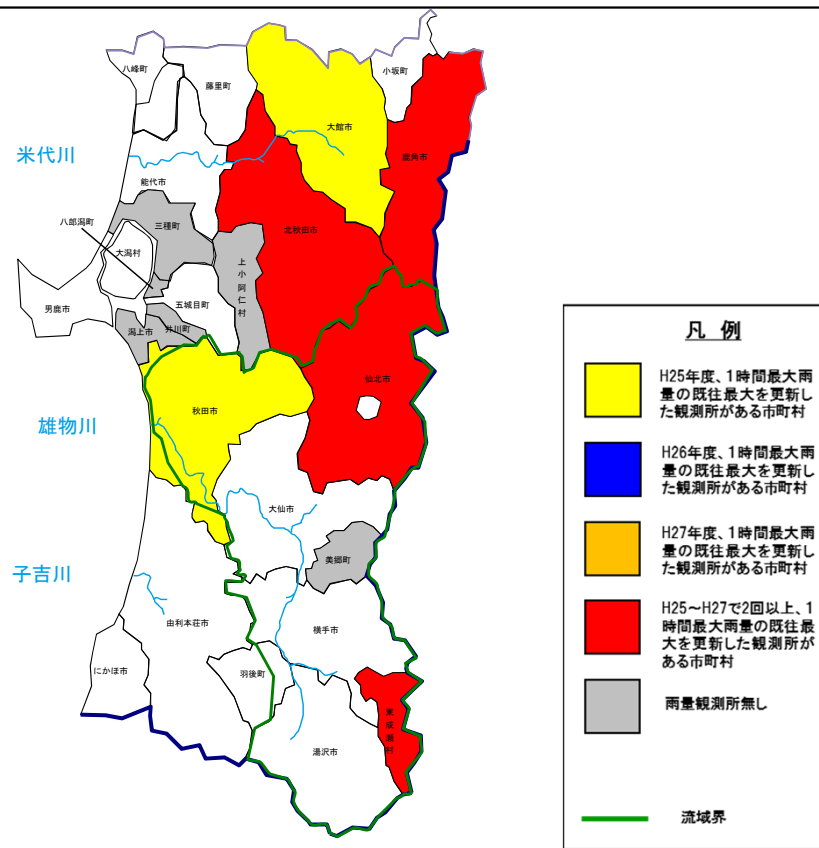 八峰町
藤里町
小坂町
大館市
米代川
鹿角市
能代市
八郎潟町
三種町
北秋田市
大潟村
上小阿仁村
五城目町
男鹿市
潟上市
井川町
仙北市
秋田市
雄物川
大仙市
美郷町
子吉川
由利本荘市
横手市
にかほ市
羽後町
東成瀬村
湯沢市
凡 例
H25年度、1時間最大雨
量の既往最大を更新し
た観測所がある市町村
H26年度、1時間最大雨
量の既往最大を更新し
た観測所がある市町村
H27年度、1時間最大雨
量の既往最大を更新し
た観測所がある市町村
H25～H27で2回以上、1
時間最大雨量の既往最
大を更新した観測所が
ある市町村
雨量観測所無し
流域界